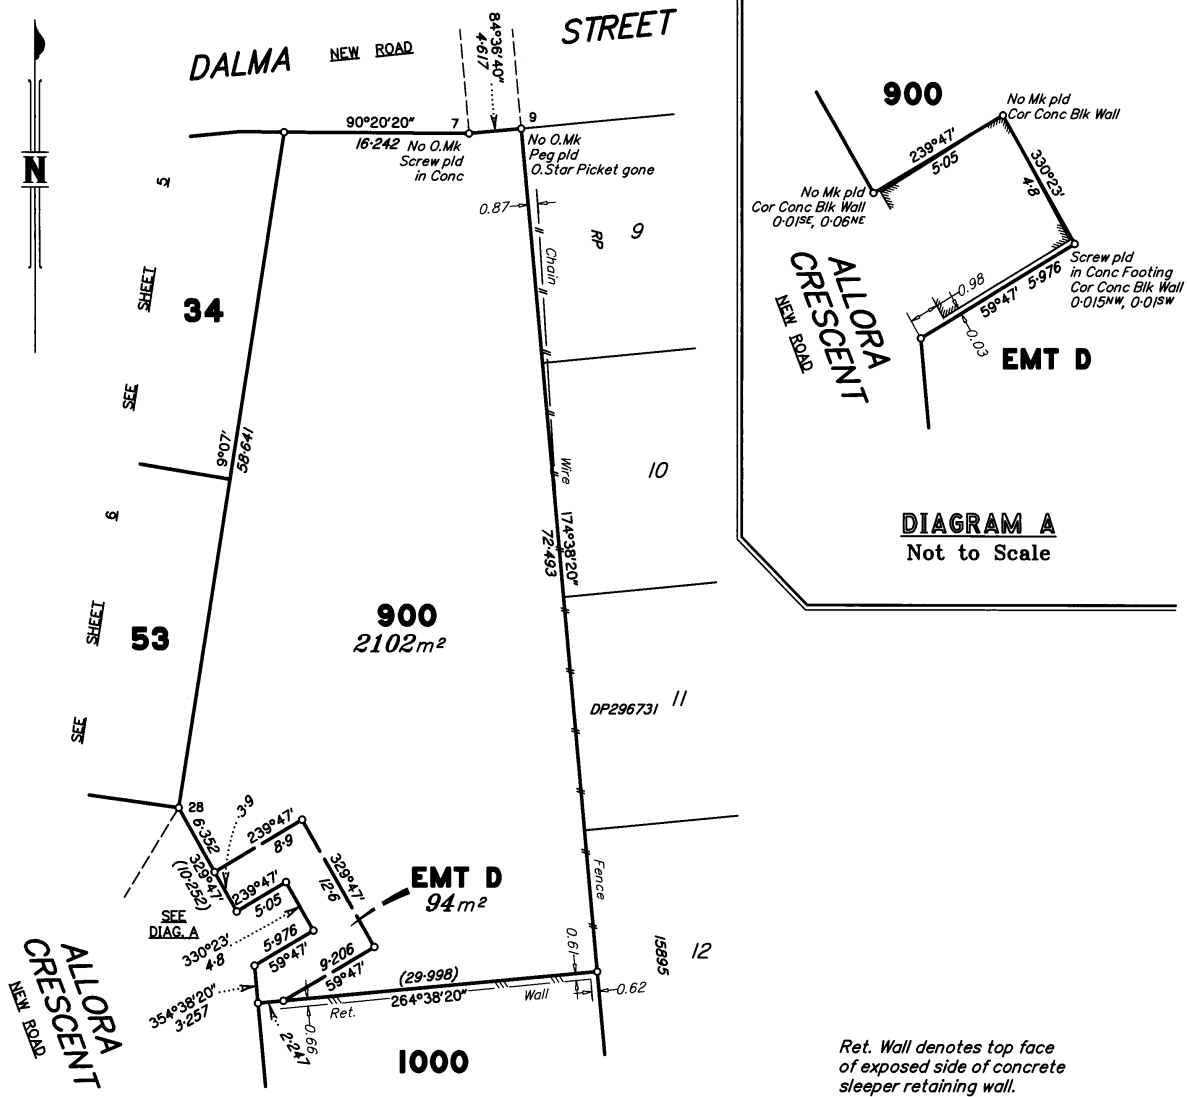 DALMA
NEW ROAD
STREET
84°36'40"
4·617
N
90°20'20"
16·242
7
9
No O.Mk
Screw pld
in Conc
No O.Mk
Peg pld
O.Star Picket gone
0.87
Chain
RP
9
5
SHEET
SEE
34
9°07'
58·641
Wire
10
174°38'20"
72·493
6
SHEET
SEE
53
900
2102m²
DP296731
11
28
6·352
329°47'
(10·252)
3·9
239°47'
8·9
329°47'
12·6
EMT D
94m²
239°47'
5·05
SEE
DIAG. A
330°23'
4·8
5·976
59°47'
9·206
59°47'
Fence
0.61
15895
12
(29·998)
264°38'20"
Wall
Ret.
0.62
0.66
2·247
354°38'20"
3·257
ALLORA
CRESCENT
NEW ROAD
1000
900
No Mk pld
Cor Conc Blk Wall
239°47'
5·05
330°23'
4·8
No Mk pld
Cor Conc Blk Wall
0·01SE, 0·06NE
Screw pld
in Conc Footing
Cor Conc Blk Wall
0·015NW, 0·01SW
0.98
59°47'
5·976
0.03
ALLORA
CRESCENT
NEW ROAD
EMT D
DIAGRAM A
Not to Scale
Ret. Wall denotes top face
of exposed side of concrete
sleeper retaining wall.